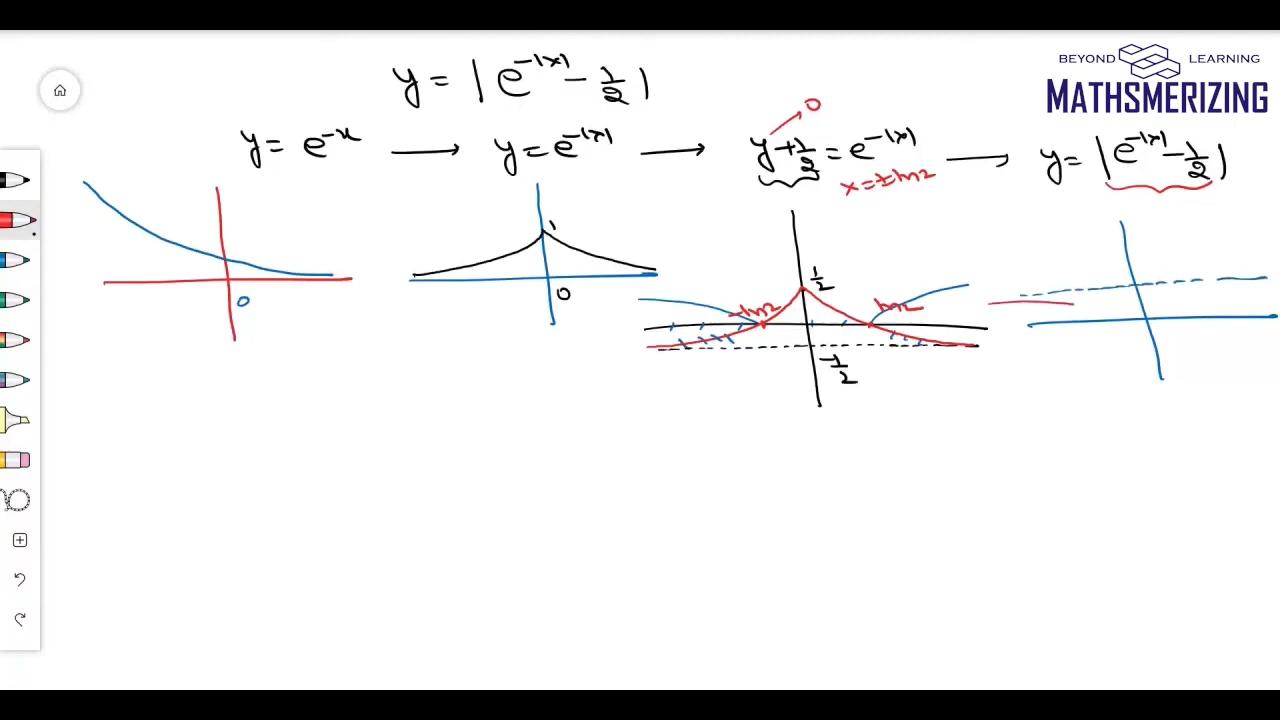 BEYOND LEARNING
MATHSMERIZING
y = |e^{-|x|} - 1/2|
y = e^{-x} → y = e^{-|x|} → y + 1/2 = e^{-|x|} → y = |e^{-|x|} - 1/2|
0
x = ± ln2
1
0
0
1/2
-ln2
ln2
-1/2